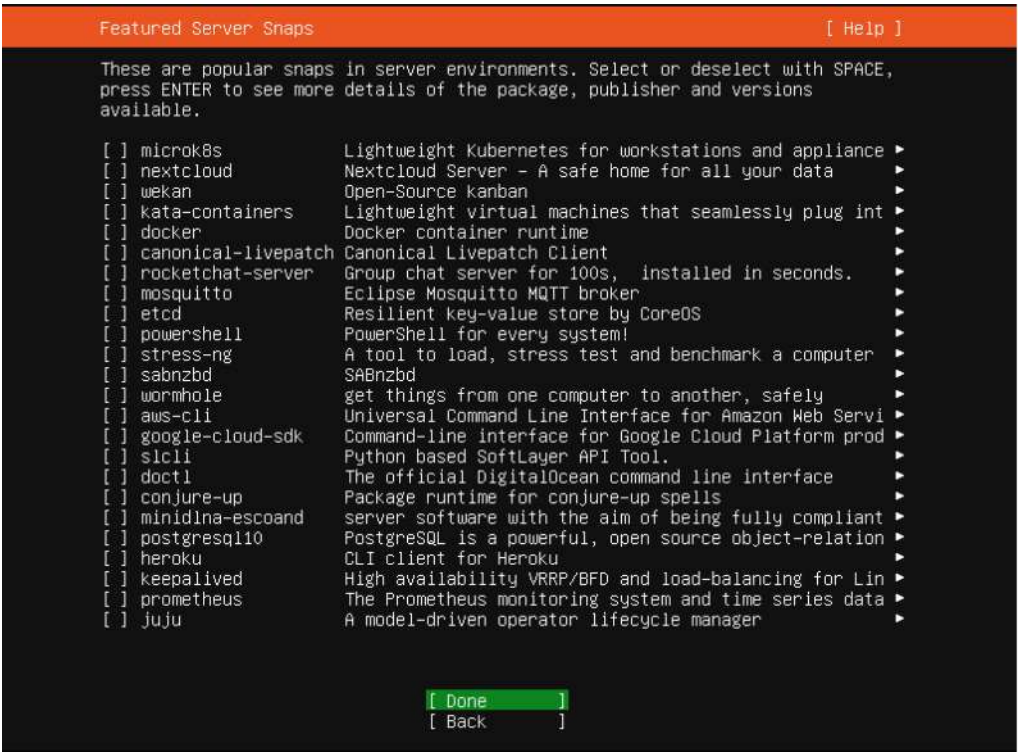 Featured Server Snaps [ Help ]
These are popular snaps in server environments. Select or deselect with SPACE,
press ENTER to see more details of the package, publisher and versions
available.
[ ] microk8s Lightweight Kubernetes for workstations and appliance ►
[ ] nextcloud Nextcloud Server - A safe home for all your data ►
[ ] wekan Open-Source kanban ►
[ ] kata-containers Lightweight virtual machines that seamlessly plug int ►
[ ] docker Docker container runtime ►
[ ] canonical-livepatch Canonical Livepatch Client ►
[ ] rocketchat-server Group chat server for 100s, installed in seconds. ►
[ ] mosquitto Eclipse Mosquitto MQTT broker ►
[ ] etcd Resilient key-value store by CoreOS ►
[ ] powershell PowerShell for every system! ►
[ ] stress-ng A tool to load, stress test and benchmark a computer ►
[ ] sabnzbd SABnzbd ►
[ ] wormhole get things from one computer to another, safely ►
[ ] aws-cli Universal Command Line Interface for Amazon Web Servi ►
[ ] google-cloud-sdk Command-line interface for Google Cloud Platform prod ►
[ ] slcli Python based SoftLayer API Tool. ►
[ ] doctl The official DigitalOcean command line interface ►
[ ] conjure-up Package runtime for conjure-up spells ►
[ ] minidlna-escoand server software with the aim of being fully compliant ►
[ ] postgresql10 PostgreSQL is a powerful, open source object-relation ►
[ ] heroku CLI client for Heroku ►
[ ] keepalived High availability VRRP/BFD and load-balancing for Lin ►
[ ] prometheus The Prometheus monitoring system and time series data ►
[ ] juju A model-driven operator lifecycle manager ►
[ Done ]
[ Back ]